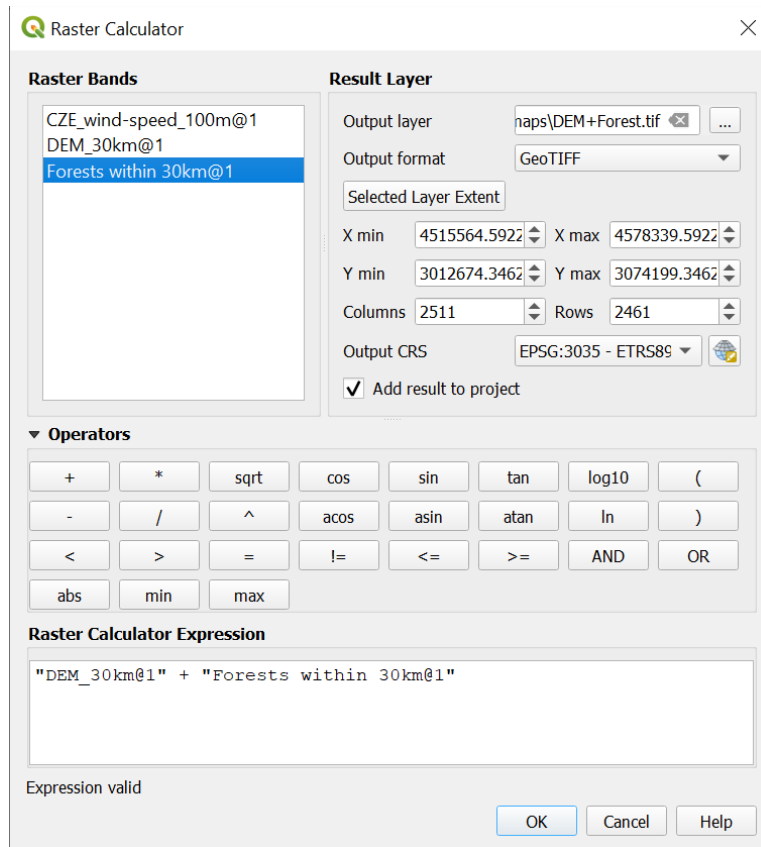 Raster Calculator
Raster Bands
CZE_wind-speed_100m@1
DEM_30km@1
Forests within 30km@1
Result Layer
Output layer naps\DEM+Forest.tif ...
Output format GeoTIFF
Selected Layer Extent
X min 4515564.5922 X max 4578339.5922
Y min 3012674.3462 Y max 3074199.3462
Columns 2511 Rows 2461
Output CRS EPSG:3035 - ETRS89
Add result to project
Operators
+ * sqrt cos sin tan log10 (
- / ^ acos asin atan ln )
< > = != <= >= AND OR
abs min max
Raster Calculator Expression
"DEM_30km@1" + "Forests within 30km@1"
Expression valid
OK Cancel Help